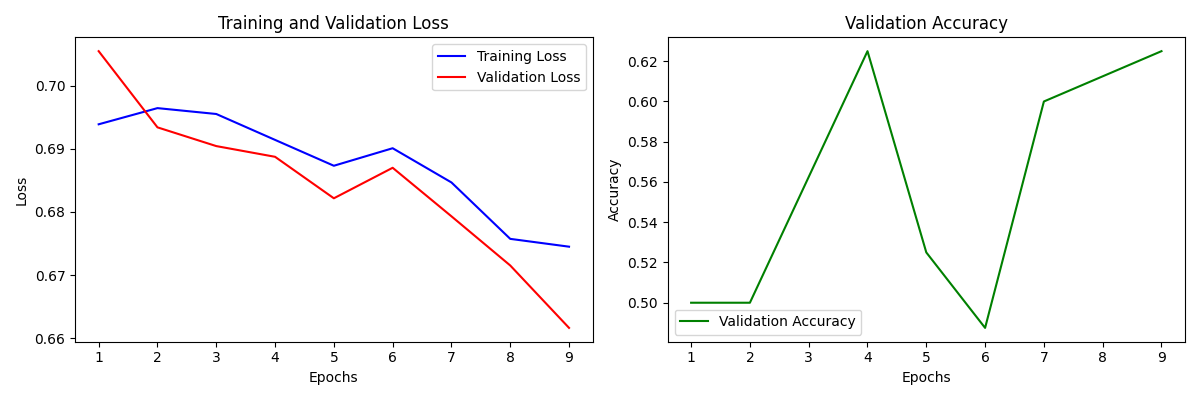 Training and Validation Loss
Training Loss
Validation Loss
0.70
0.69
0.68
0.67
0.66
Loss
1 2 3 4 5 6 7 8 9
Epochs
Validation Accuracy
0.62
0.60
0.58
0.56
0.54
0.52
0.50
Accuracy
Validation Accuracy
1 2 3 4 5 6 7 8 9
Epochs